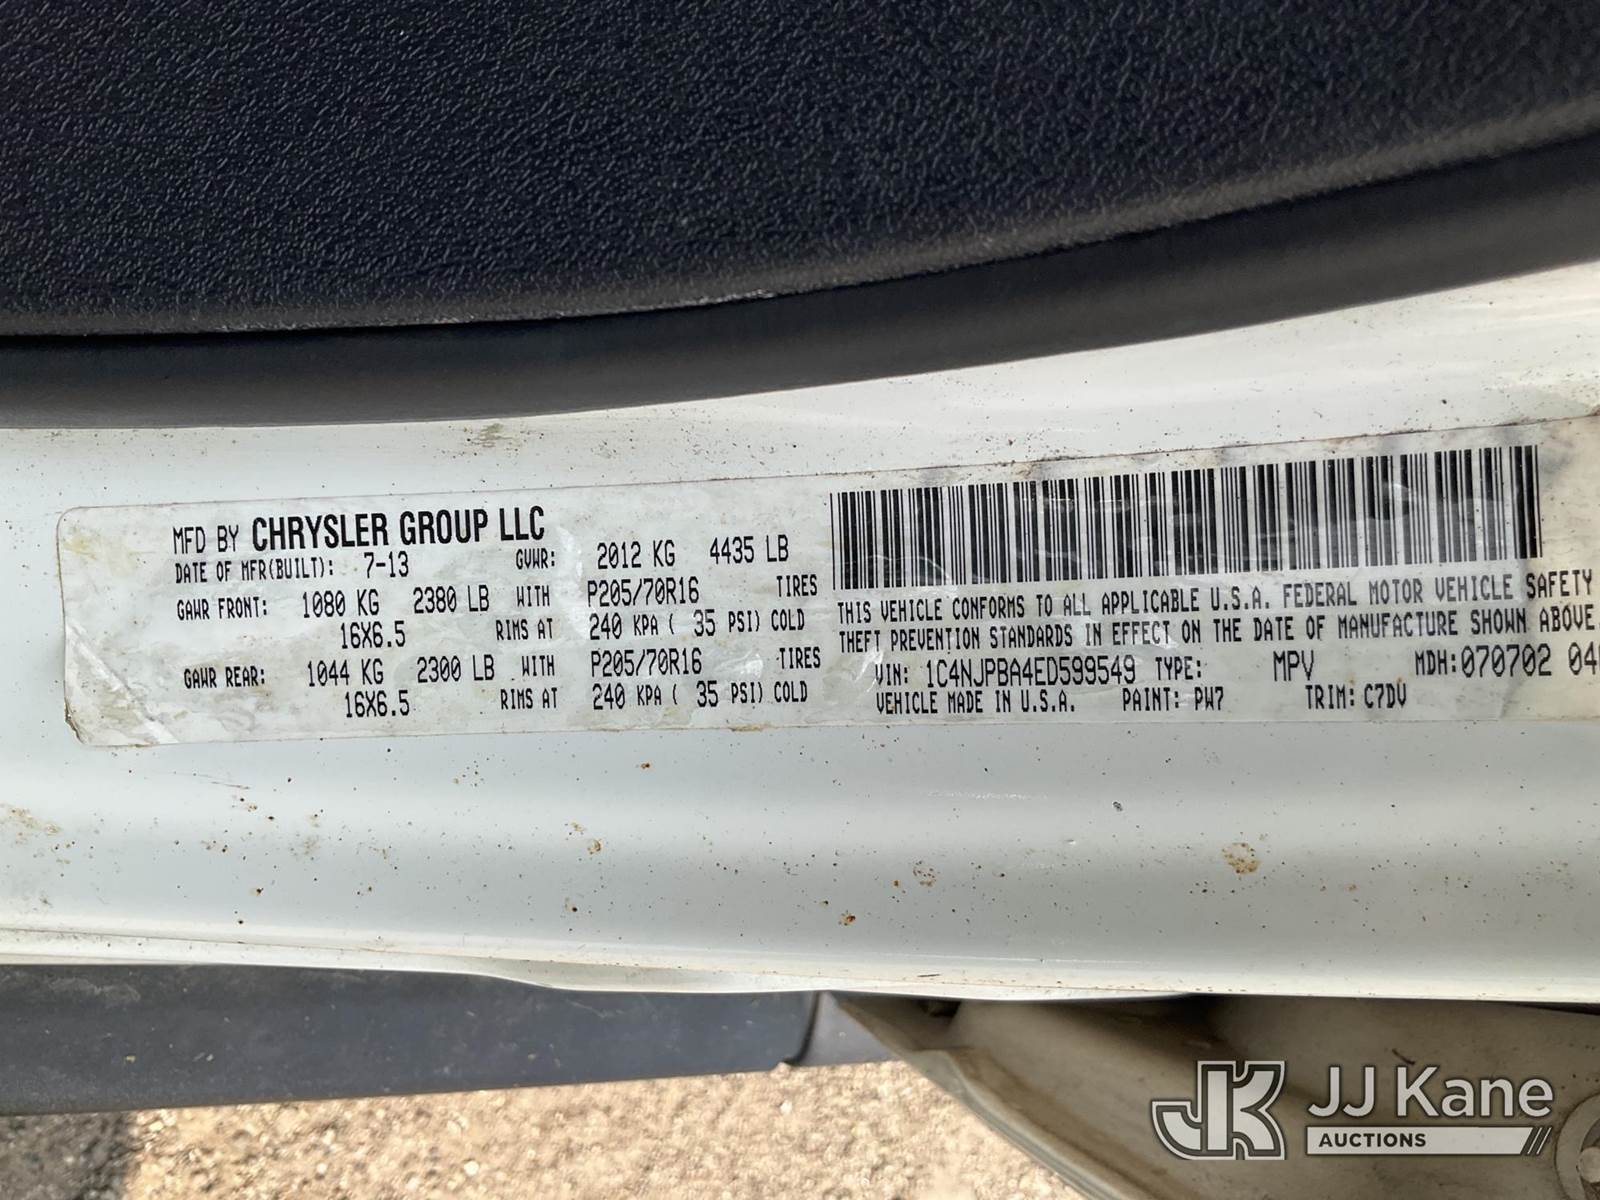 MFD BY CHRYSLER GROUP LLC
DATE OF MFR(BUILT): 7-13 GVWR: 2012 KG 4435 LB
GAWR FRONT: 1080 KG 2380 LB WITH P205/70R16 TIRES
16X6.5 RIMS AT 240 KPA ( 35 PSI) COLD
GAWR REAR: 1044 KG 2300 LB WITH P205/70R16 TIRES
16X6.5 RIMS AT 240 KPA ( 35 PSI) COLD
THIS VEHICLE CONFORMS TO ALL APPLICABLE U.S.A. FEDERAL MOTOR VEHICLE SAFETY
THEFT PREVENTION STANDARDS IN EFFECT ON THE DATE OF MANUFACTURE SHOWN ABOVE.
VIN: 1C4NJPBA4ED599549 TYPE: MPV MDH:070702
VEHICLE MADE IN U.S.A. PAINT: PW7 TRIM: C7DV
JK JJ Kane
AUCTIONS